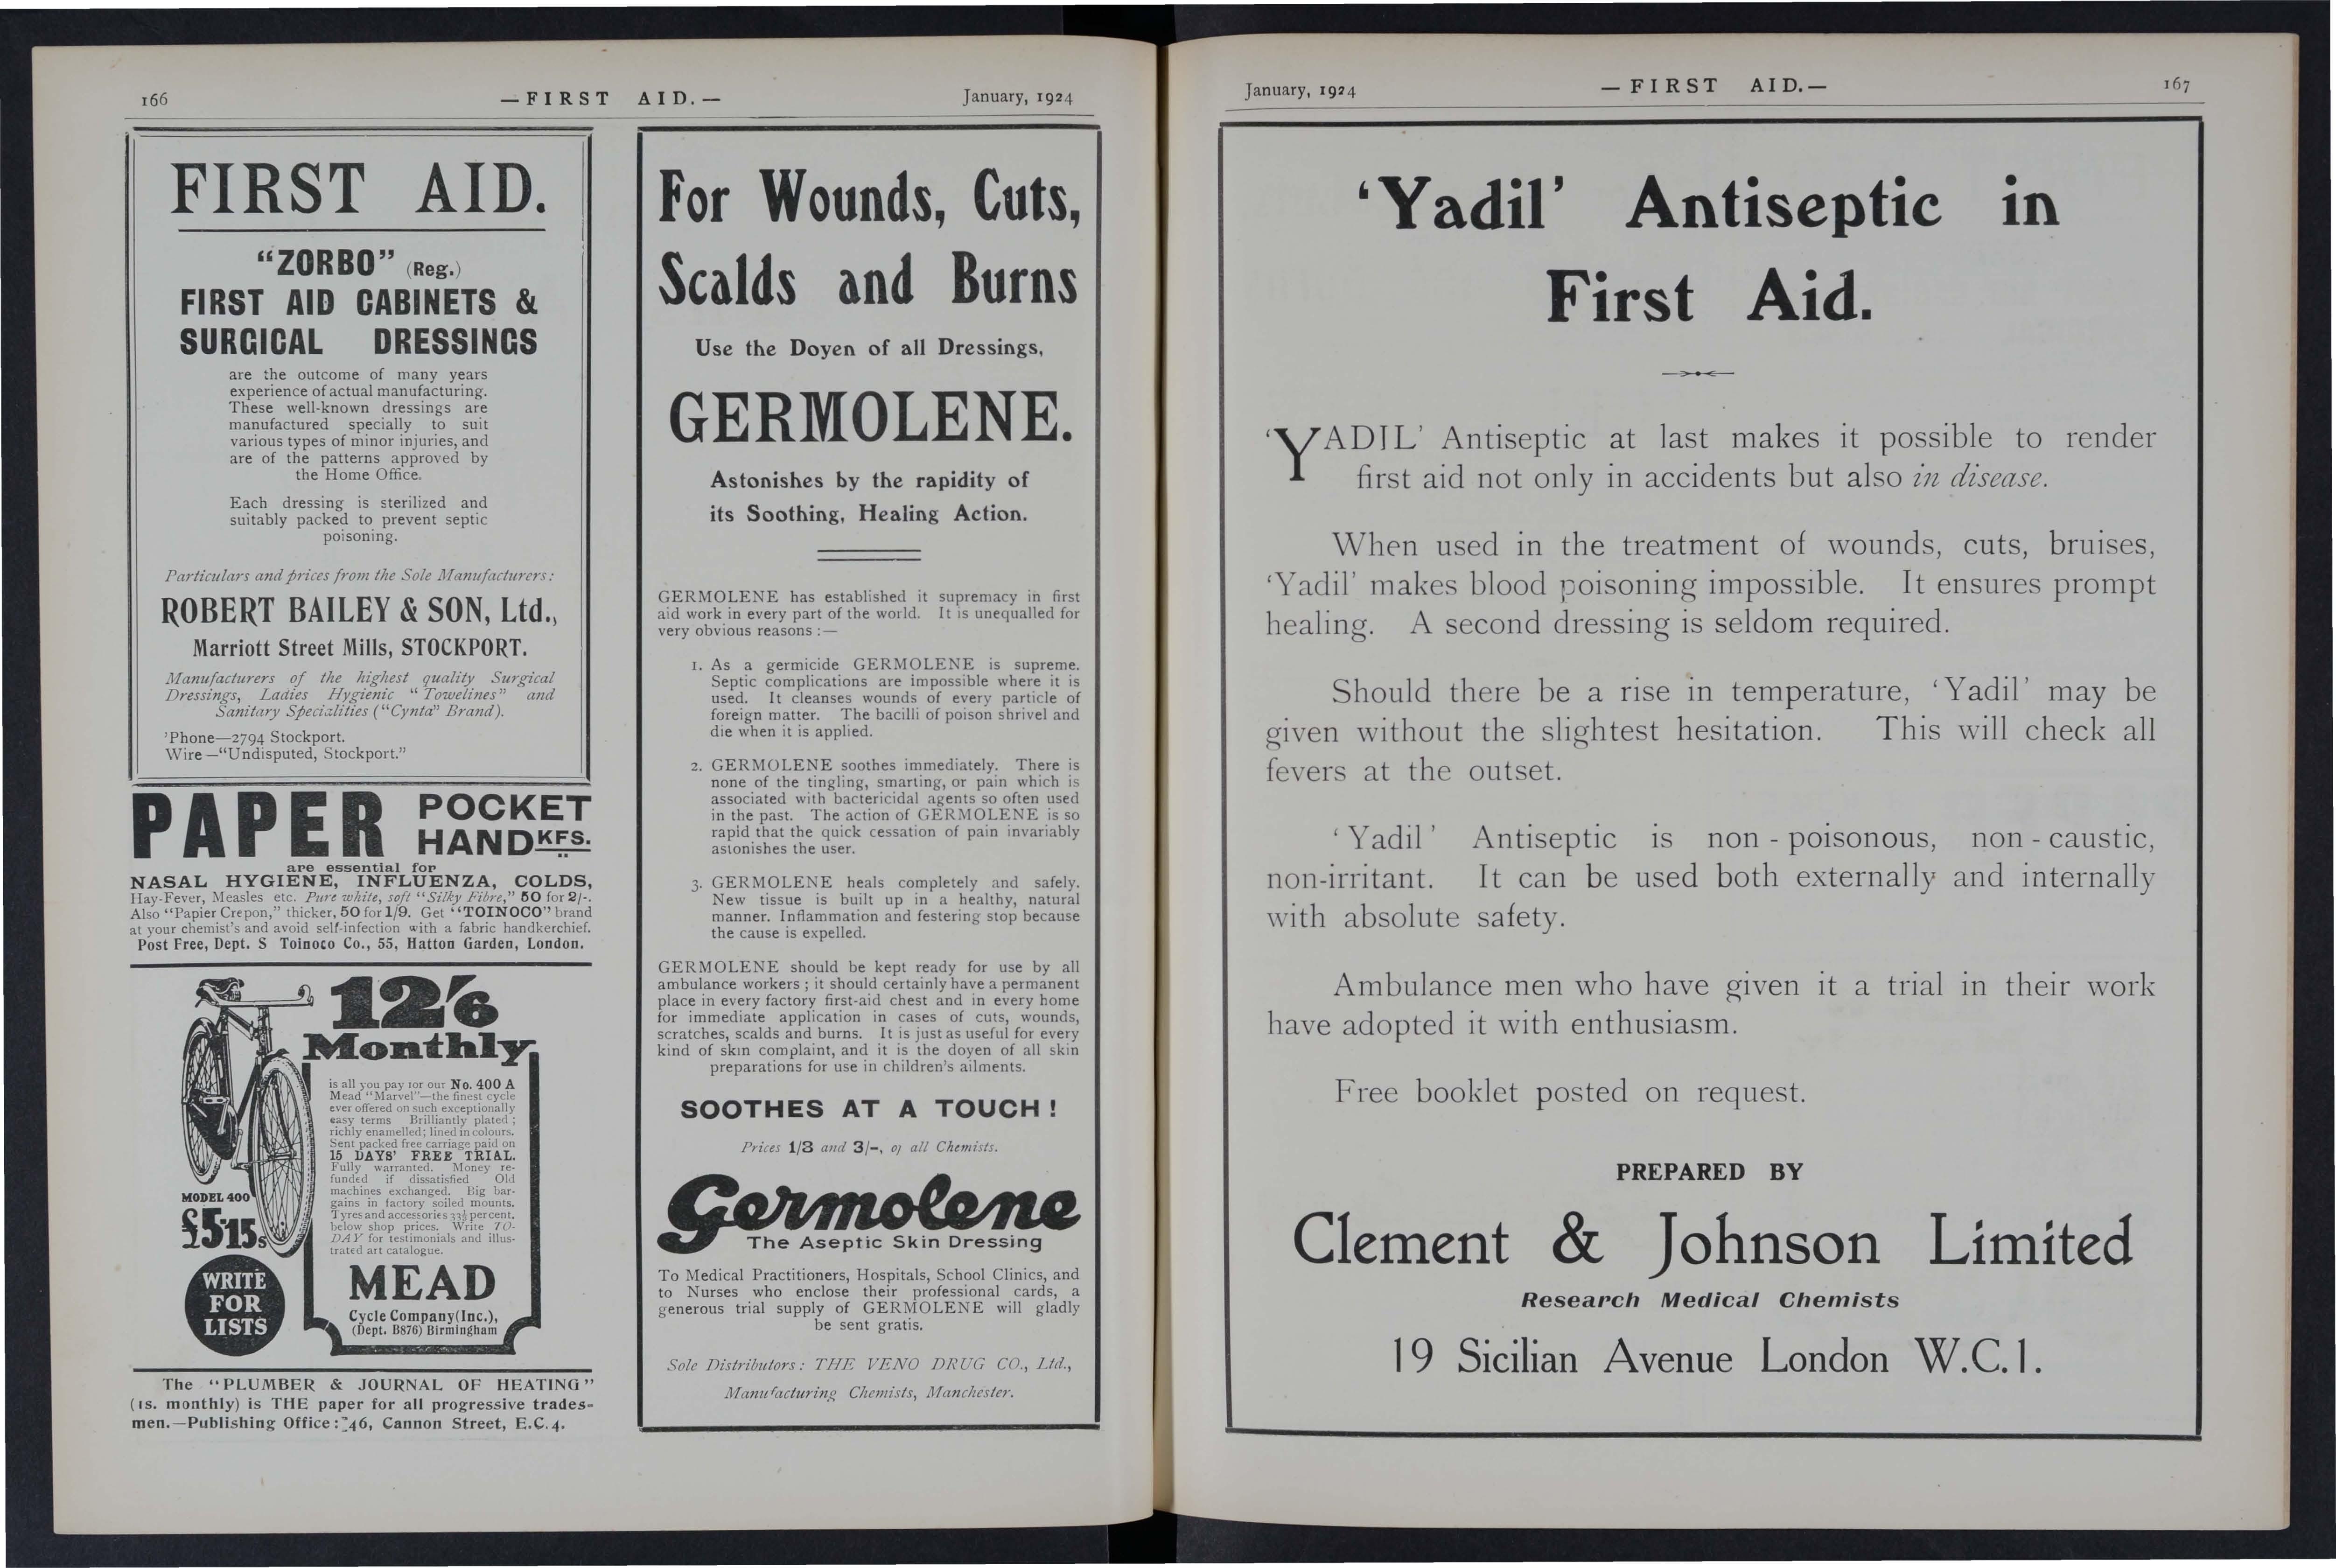 166
—FIRST AID.—
January, 1924
FIRST AID.
"ZORBO" (Reg.)
FIRST AID CABINETS &
SURGICAL DRESSINGS
are the outcome of many years
experience of actual manufacturing.
These well-known dressings are
manufactured specially to suit
various types of minor injuries, and
are of the patterns approved by
the Home Office.
Each dressing is sterilized and
suitably packed to prevent septic
poisoning.
Particulars and prices from the Sole Manufacturers:
ROBERT BAILEY & SON, Ltd.,
Marriott Street Mills, STOCKPORT.
Manufacturers of the highest quality Surgical
Dressings, Ladies Hygienic "Towelines" and
Sanitary Specialities ("Cynta" Brand).
'Phone—2794 Stockport.
Wire—"Undisputed, Stockport."
PAPER POCKET
HANDKFS.
are essential for
NASAL HYGIENE, INFLUENZA, COLDS,
Hay-Fever, Measles etc. Pure white, soft "Silky Fibre," 50 for 2/-.
Also "Papier Crepon," thicker, 50 for 1/9. Get "TOINOCO" brand
at your chemist's and avoid self-infection with a fabric handkerchief.
Post Free, Dept. S Toinoco Co., 55, Hatton Garden, London.
12/6
Monthly
is all you pay for our No. 400 A
Mead "Marvel"—the finest cycle
ever offered on such exceptionally
easy terms Brilliantly plated;
richly enamelled; lined in colours.
Sent packed free carriage paid on
15 DAYS' FREE TRIAL.
Fully warranted. Money re-
funded if dissatisfied Old
machines exchanged. Big bar-
gains in factory soiled mounts.
Tyres and accessories 33⅓ percent.
below shop prices. Write TO-
DAY for testimonials and illus-
trated art catalogue.
MODEL 400
£5·15s
WRITE
FOR
LISTS
MEAD
Cycle Company (Inc.),
(Dept. B876) Birmingham
The "PLUMBER & JOURNAL OF HEATING"
(1s. monthly) is THE paper for all progressive trades-
men.—Publishing Office: 46, Cannon Street, E.C. 4.
For Wounds, Cuts,
Scalds and Burns
Use the Doyen of all Dressings,
GERMOLENE.
Astonishes by the rapidity of
its Soothing, Healing Action.
GERMOLENE has established it supremacy in first
aid work in every part of the world. It is unequalled for
very obvious reasons:—
1. As a germicide GERMOLENE is supreme.
Septic complications are impossible where it is
used. It cleanses wounds of every particle of
foreign matter. The bacilli of poison shrivel and
die when it is applied.
2. GERMOLENE soothes immediately. There is
none of the tingling, smarting, or pain which is
associated with bactericidal agents so often used
in the past. The action of GERMOLENE is so
rapid that the quick cessation of pain invariably
astonishes the user.
3. GERMOLENE heals completely and safely.
New tissue is built up in a healthy, natural
manner. Inflammation and festering stop because
the cause is expelled.
GERMOLENE should be kept ready for use by all
ambulance workers; it should certainly have a permanent
place in every factory first-aid chest and in every home
for immediate application in cases of cuts, wounds,
scratches, scalds and burns. It is just as useful for every
kind of skin complaint, and it is the doyen of all skin
preparations for use in children's ailments.
SOOTHES AT A TOUCH!
Prices 1/3 and 3/-, of all Chemists.
Germolene
The Aseptic Skin Dressing
To Medical Practitioners, Hospitals, School Clinics, and
to Nurses who enclose their professional cards, a
generous trial supply of GERMOLENE will gladly
be sent gratis.
Sole Distributors: THE VENO DRUG CO., Ltd.,
Manufacturing Chemists, Manchester.
January, 1924
— FIRST AID.—
167
'Yadil' Antiseptic in
First Aid.
'YADIL' Antiseptic at last makes it possible to render
first aid not only in accidents but also in disease.
When used in the treatment of wounds, cuts, bruises,
'Yadil' makes blood poisoning impossible. It ensures prompt
healing. A second dressing is seldom required.
Should there be a rise in temperature, 'Yadil' may be
given without the slightest hesitation. This will check all
fevers at the outset.
'Yadil' Antiseptic is non-poisonous, non-caustic,
non-irritant. It can be used both externally and internally
with absolute safety.
Ambulance men who have given it a trial in their work
have adopted it with enthusiasm.
Free booklet posted on request.
PREPARED BY
Clement & Johnson Limited
Research Medical Chemists
19 Sicilian Avenue London W.C.1.